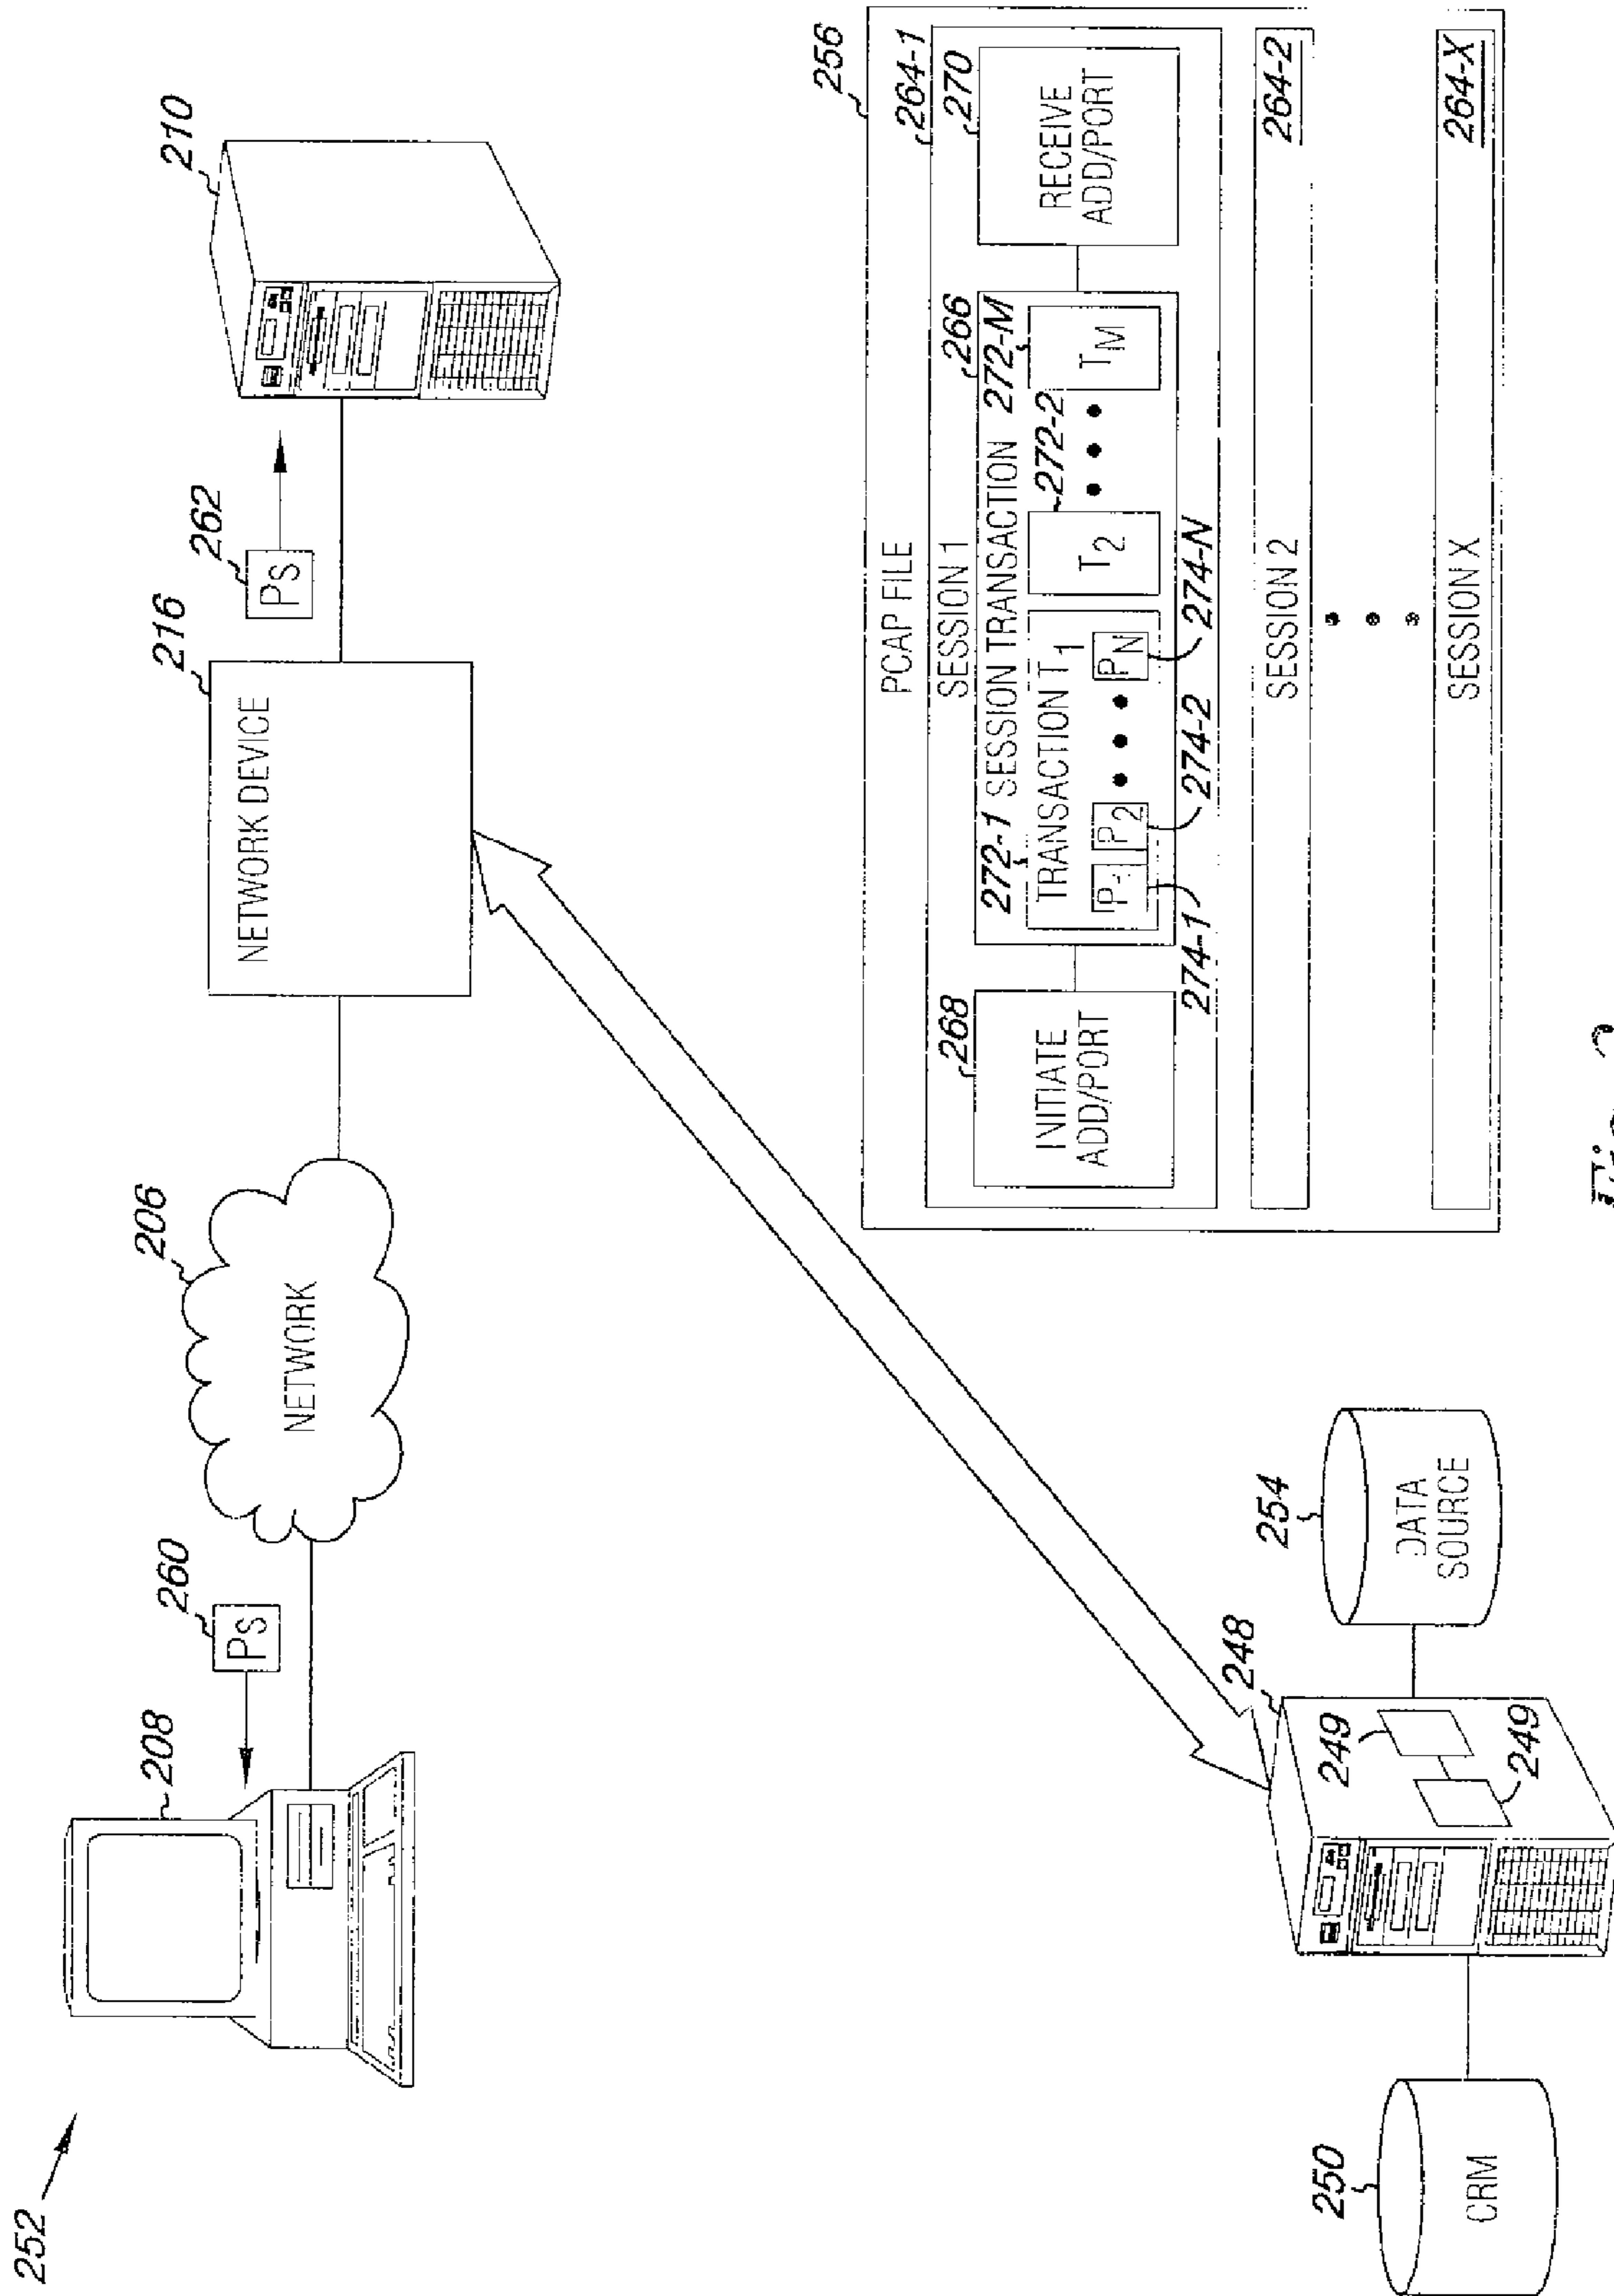 252
208
260
PS
206
NETWORK
216
NETWORK DEVICE
262
PS
210
250
CRM
248
249
249
254
DATA
SOURCE
256
PCAP FILE
264-1
SESSION 1
266
268
INITIATE
ADD/PORT
272-1
SESSION TRANSACTION
272-M
TRANSACTION T1
272-2
T2
TM
P1
P2
PN
274-1
274-2
274-N
270
RECEIVE
ADD/PORT
SESSION 2
264-2
SESSION X
264-X